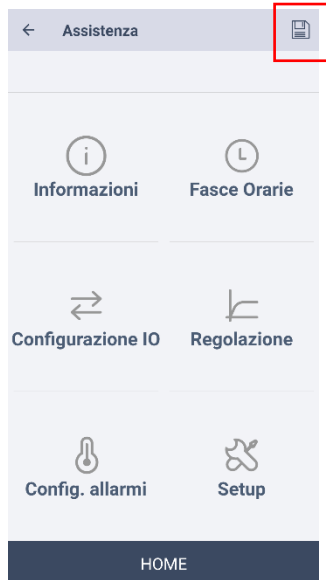 Assistenza
Informazioni
Fasce Orarie
Configurazione IO
Regolazione
Config. allarmi
Setup
HOME